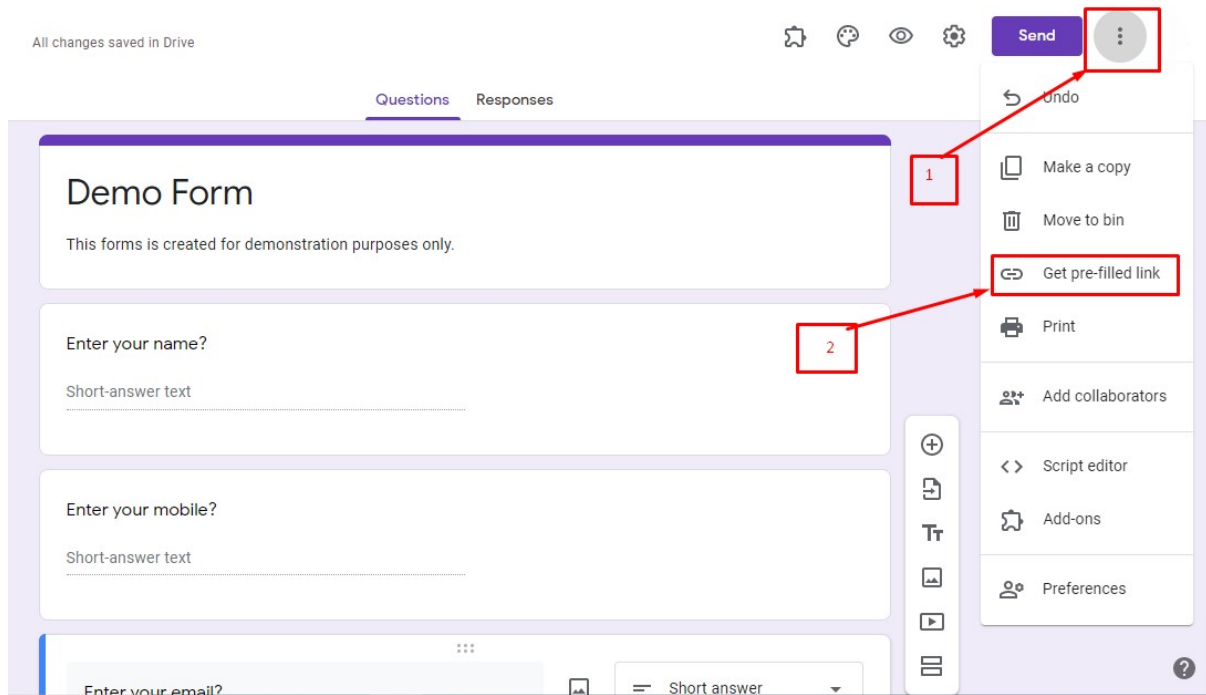 All changes saved in Drive
Send
Questions Responses
Undo
1
Make a copy
Demo Form
Move to bin
This forms is created for demonstration purposes only.
Get pre-filled link
Print
Enter your name?
2
Short-answer text
Add collaborators
Script editor
Enter your mobile?
Add-ons
Tт
Short-answer text
Preferences
Enter your email?
Short answer